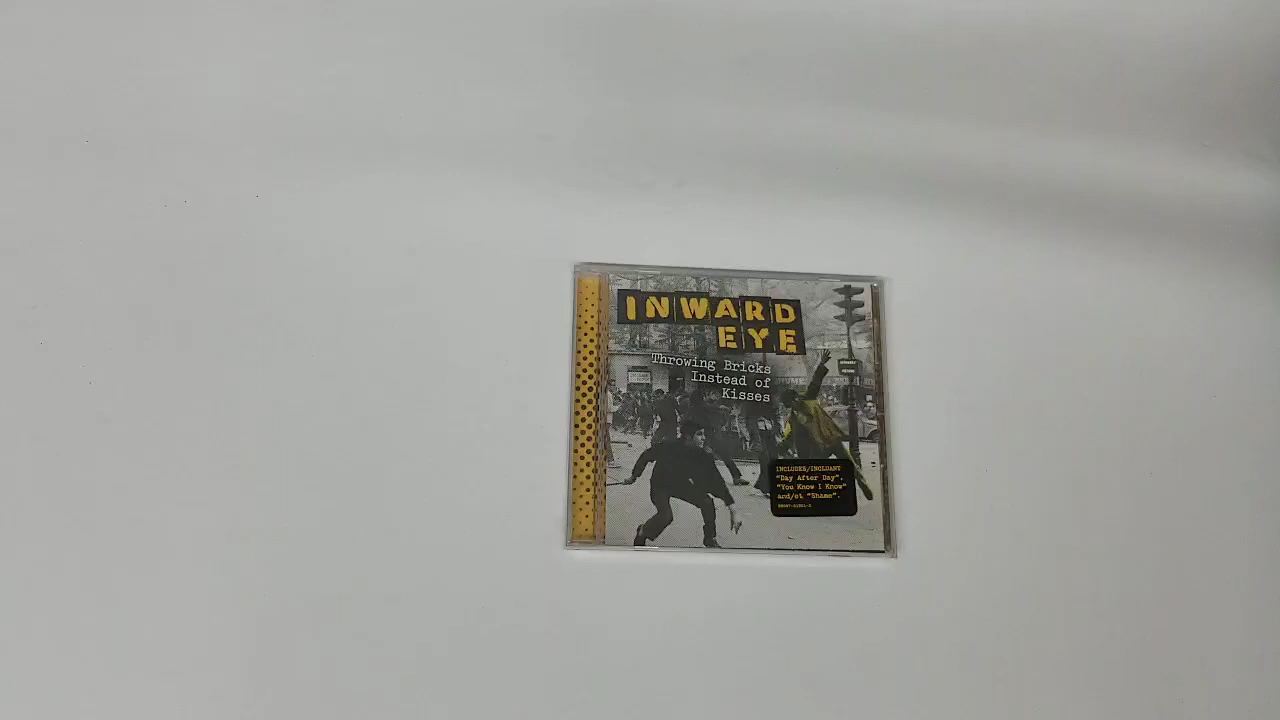 INWARD
EYE
Throwing Bricks
Instead of
Kisses
INCLUDES/INCLUANT
"Day After Day",
"You Know I Know"
and/et "Shame".